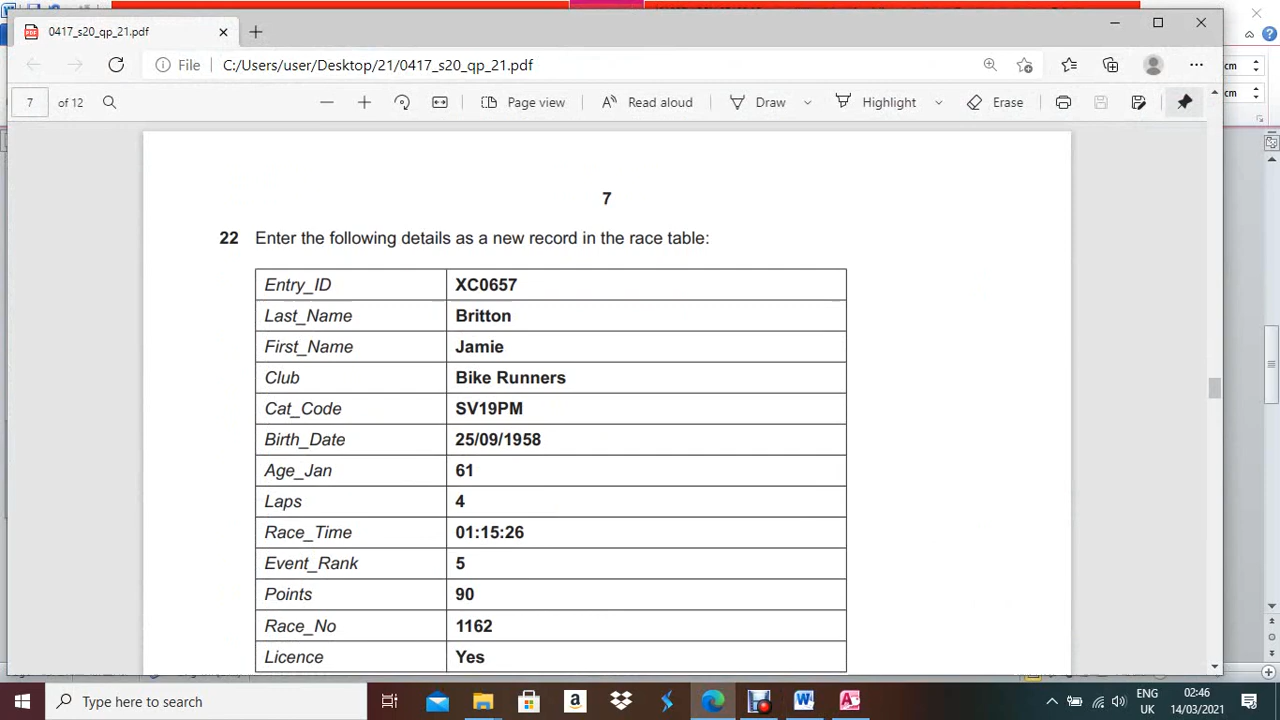 0417_s20_qp_21.pdf
File C:/Users/user/Desktop/21/0417_s20_qp_21.pdf
cm
7 of 12 Page view Read aloud Draw Highlight Erase
cm
7
22 Enter the following details as a new record in the race table:
Entry_ID XC0657
Last_Name Britton
First_Name Jamie
Club Bike Runners
Cat_Code SV19PM
Birth_Date 25/09/1958
Age_Jan 61
Laps 4
Race_Time 01:15:26
Event_Rank 5
Points 90
Race_No 1162
Licence Yes
Type here to search
ENG 02:46
UK 14/03/2021